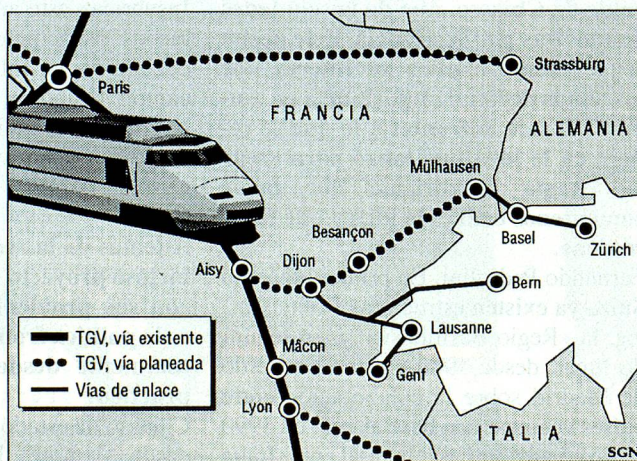 Strassburg
Paris
FRANCIA
ALEMANIA
Mülhausen
Besançon
Basel
Zürich
Dijon
Aisy
Bern
TGV, vía existente
TGV, vía planeada
Vías de enlace
Lausanne
Mâcon
Genf
Lyon
ITALIA
SGN